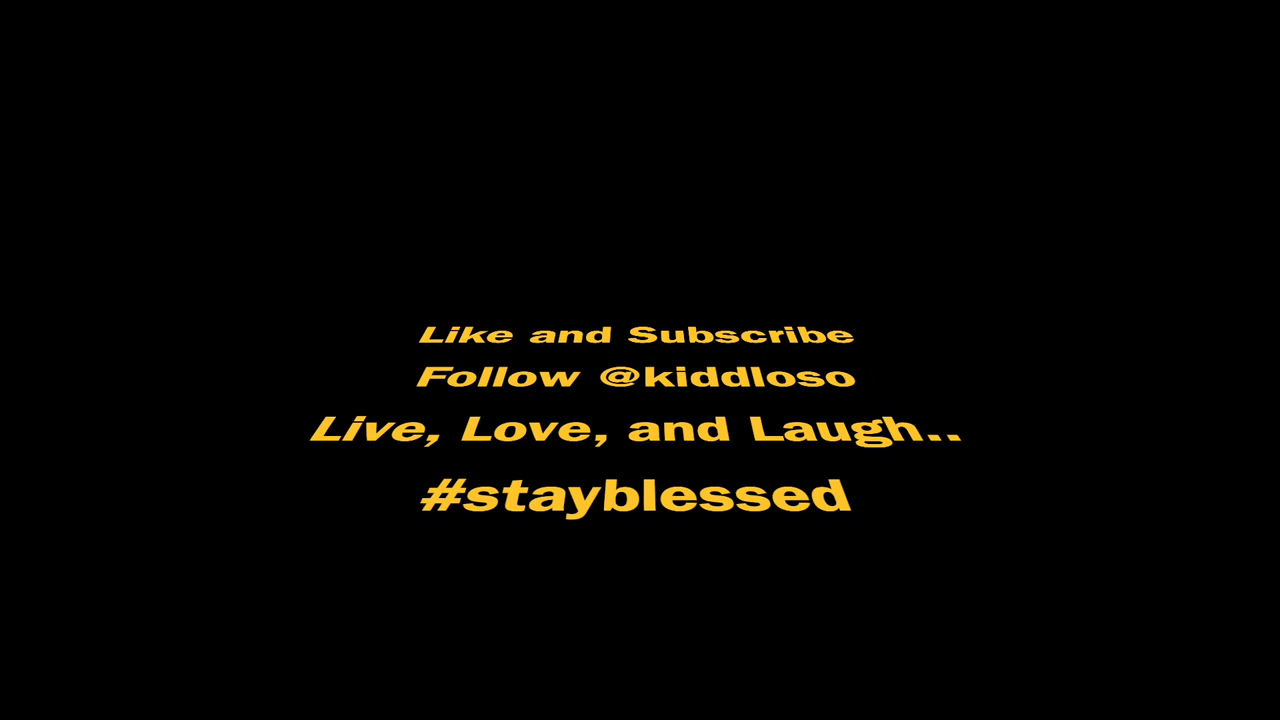 Like and Subscribe
Follow @kiddloso
Live, Love, and Laugh..
#stayblessed